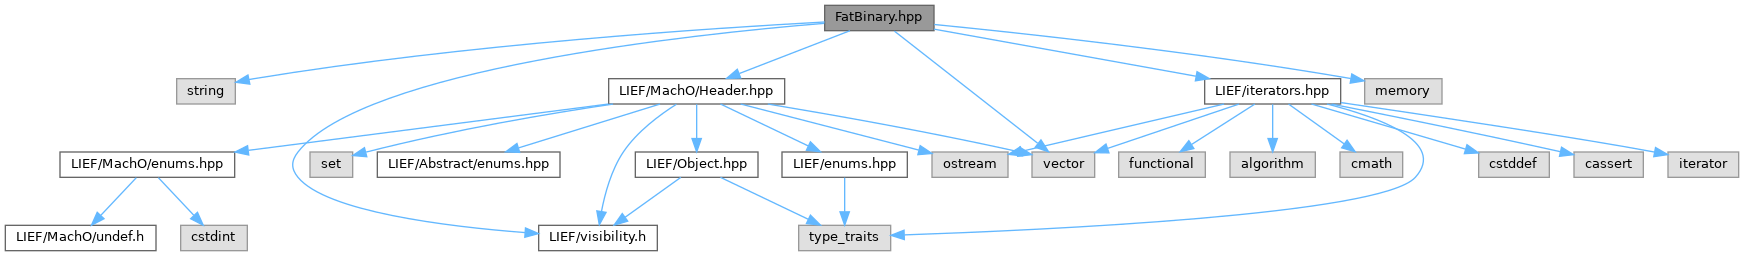 FatBinary.hpp
string
LIEF/MachO/Header.hpp
LIEF/iterators.hpp
memory
LIEF/MachO/enums.hpp
set
LIEF/Abstract/enums.hpp
LIEF/Object.hpp
LIEF/enums.hpp
ostream
vector
functional
algorithm
cmath
cstddef
cassert
iterator
LIEF/MachO/undef.h
cstdint
LIEF/visibility.h
type_traits